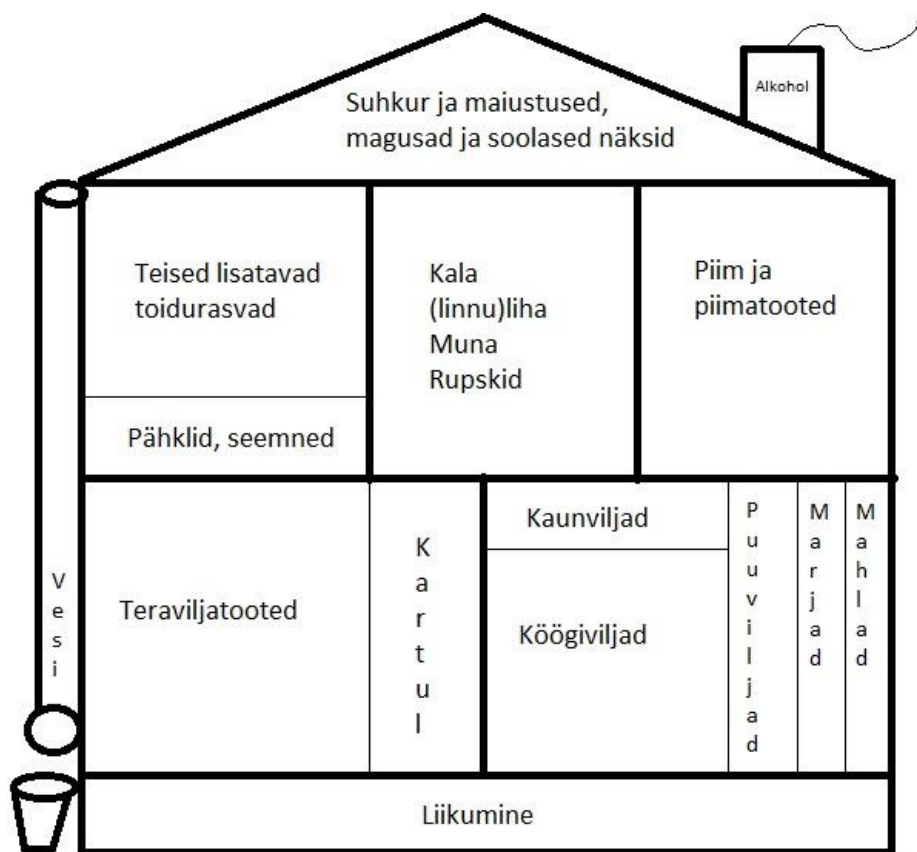 Alkohol
Suhkur ja maiustused,
magusad ja soolased näksid
Teised lisatavad
toidurasvad
Kala
(linnu)liha
Muna
Rupskid
Piim ja
piimatooted
Pähklid, seemned
Vesi
Teraviljatooted
Kartul
Kaunviljad
Köögiviljad
Puuviljad
Marjad
Mahlad
Liikumine